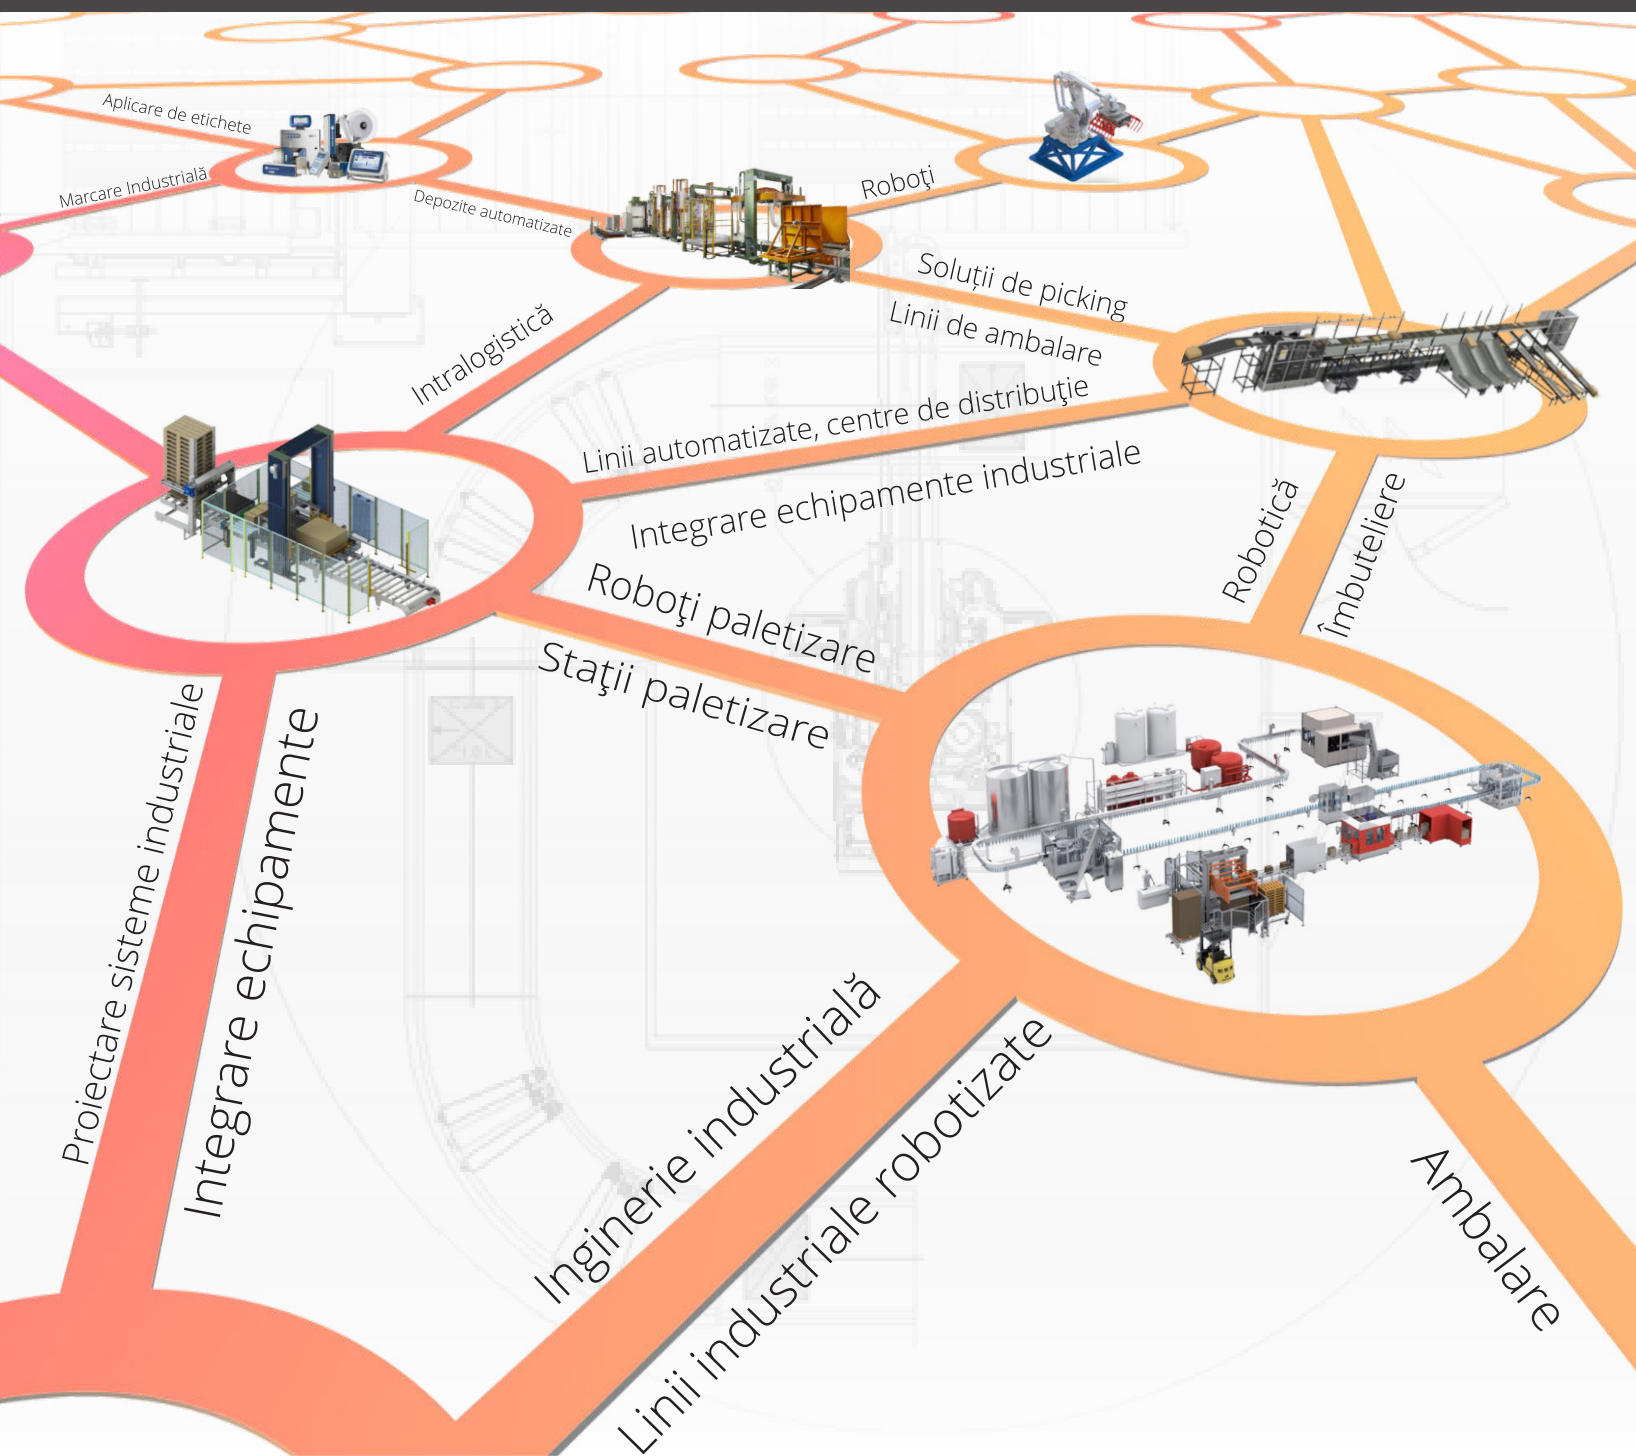 Aplicare de etichete
Marcare Industrială
Depozite automatizate
Roboţi
Soluții de picking
Linii de ambalare
Intralogistică
Linii automatizate, centre de distribuţie
Integrare echipamente industriale
Robotică
Îmbuteliere
Roboţi paletizare
Staţii paletizare
Proiectare sisteme industriale
Integrare echipamente
Inginerie industrială
Linii industriale robotizate
Ambalare